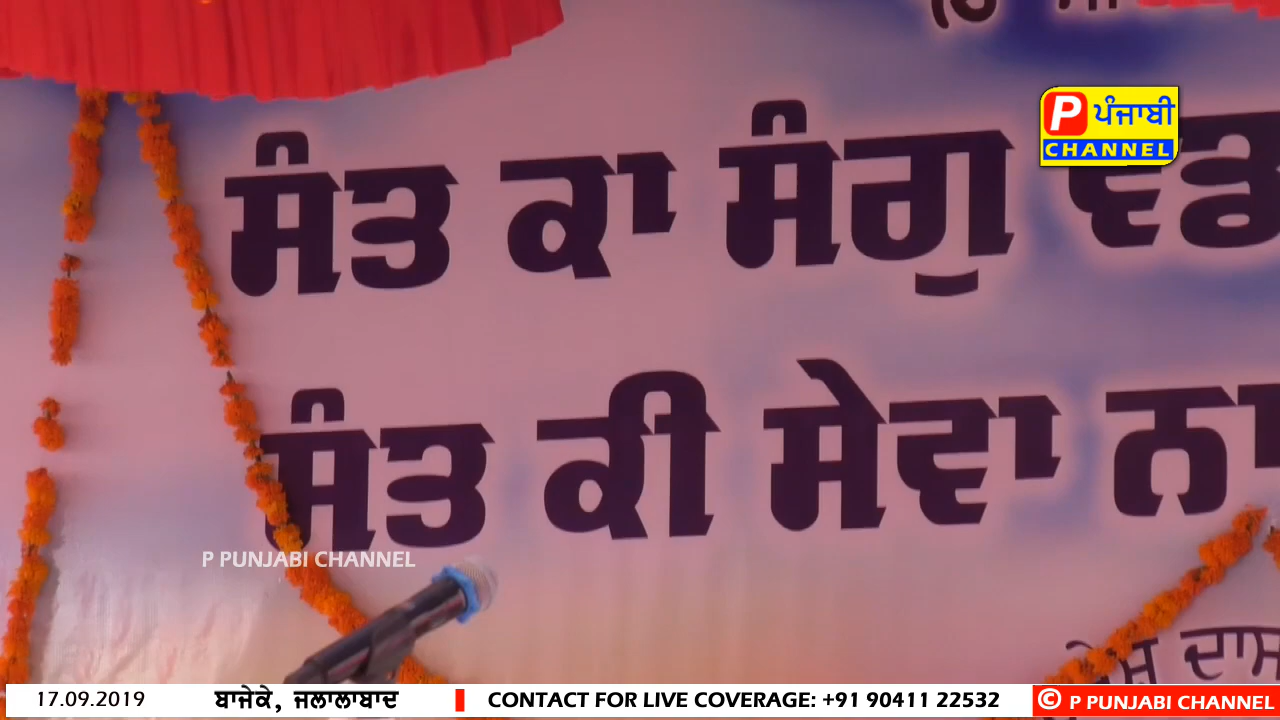 P ਪੰਜਾਬੀ
CHANNEL
ਸੰਤ ਕਾ ਸੰਗੁ
ਸੰਤ ਕੀ ਸੇਵਾ
P PUNJABI CHANNEL
ਦਾਸ
17.09.2019 ਬਾਜੇਕੇ, ਜਲਾਲਾਬਾਦ CONTACT FOR LIVE COVERAGE: +91 90411 22532 © P PUNJABI CHANNEL